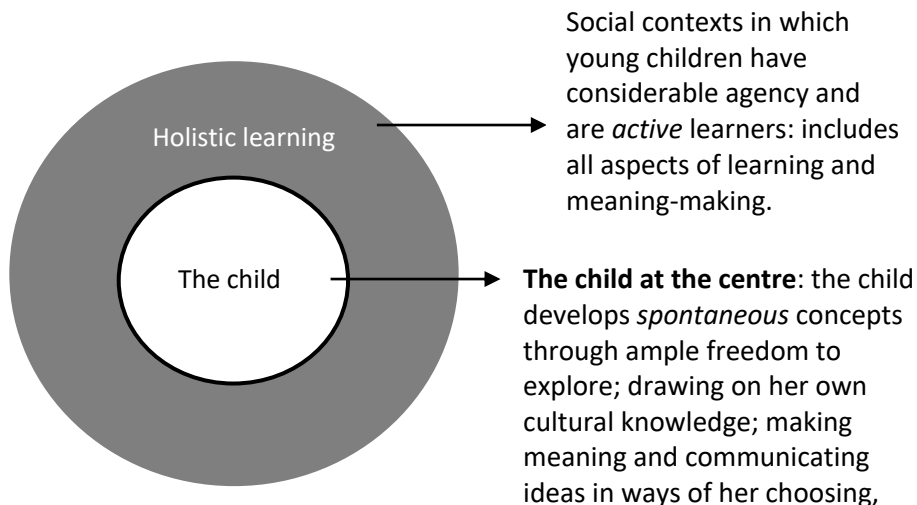 Social contexts in which
young children have
considerable agency and
are active learners: includes
all aspects of learning and
meaning-making.
Holistic learning
The child
The child at the centre: the child
develops spontaneous concepts
through ample freedom to
explore; drawing on her own
cultural knowledge; making
meaning and communicating
ideas in ways of her choosing,